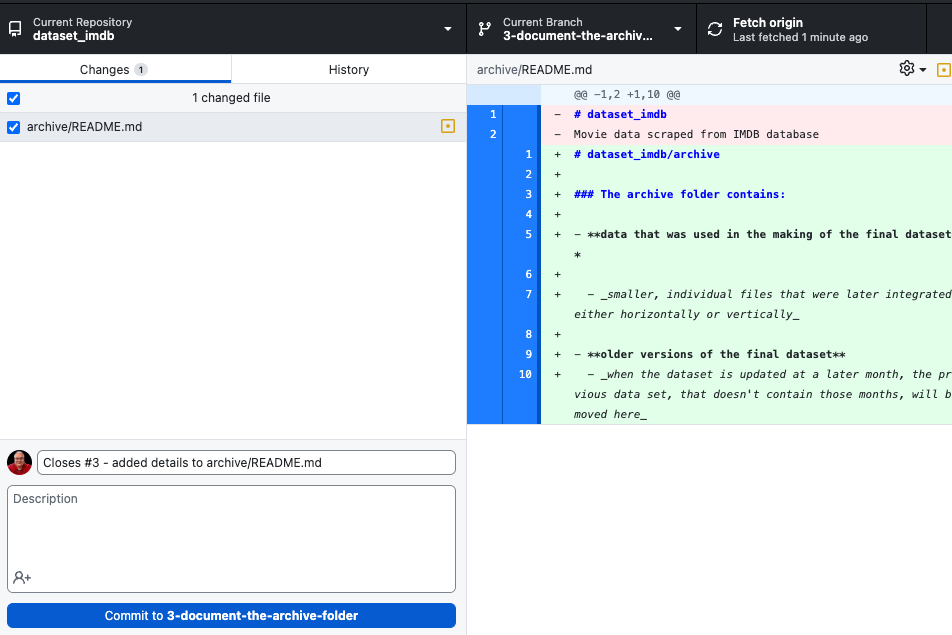 Current Repository
dataset_imdb
Current Branch
3-document-the-archiv...
Fetch origin
Last fetched 1 minute ago
Changes 1
History
1 changed file
archive/README.md
archive/README.md
@@ -1,2 +1,10 @@
1 - # dataset_imdb
2 - Movie data scraped from IMDB database
1 + # dataset_imdb/archive
2 +
3 + ### The archive folder contains:
4 +
5 + - **data that was used in the making of the final dataset
*
6 +
7 + - _smaller, individual files that were later integrated
either horizontally or vertically_
8 +
9 + - **older versions of the final dataset**
10 + - _when the dataset is updated at a later month, the pr
vious data set, that doesn't contain those months, will b
moved here_
Closes #3 - added details to archive/README.md
Description
Commit to 3-document-the-archive-folder